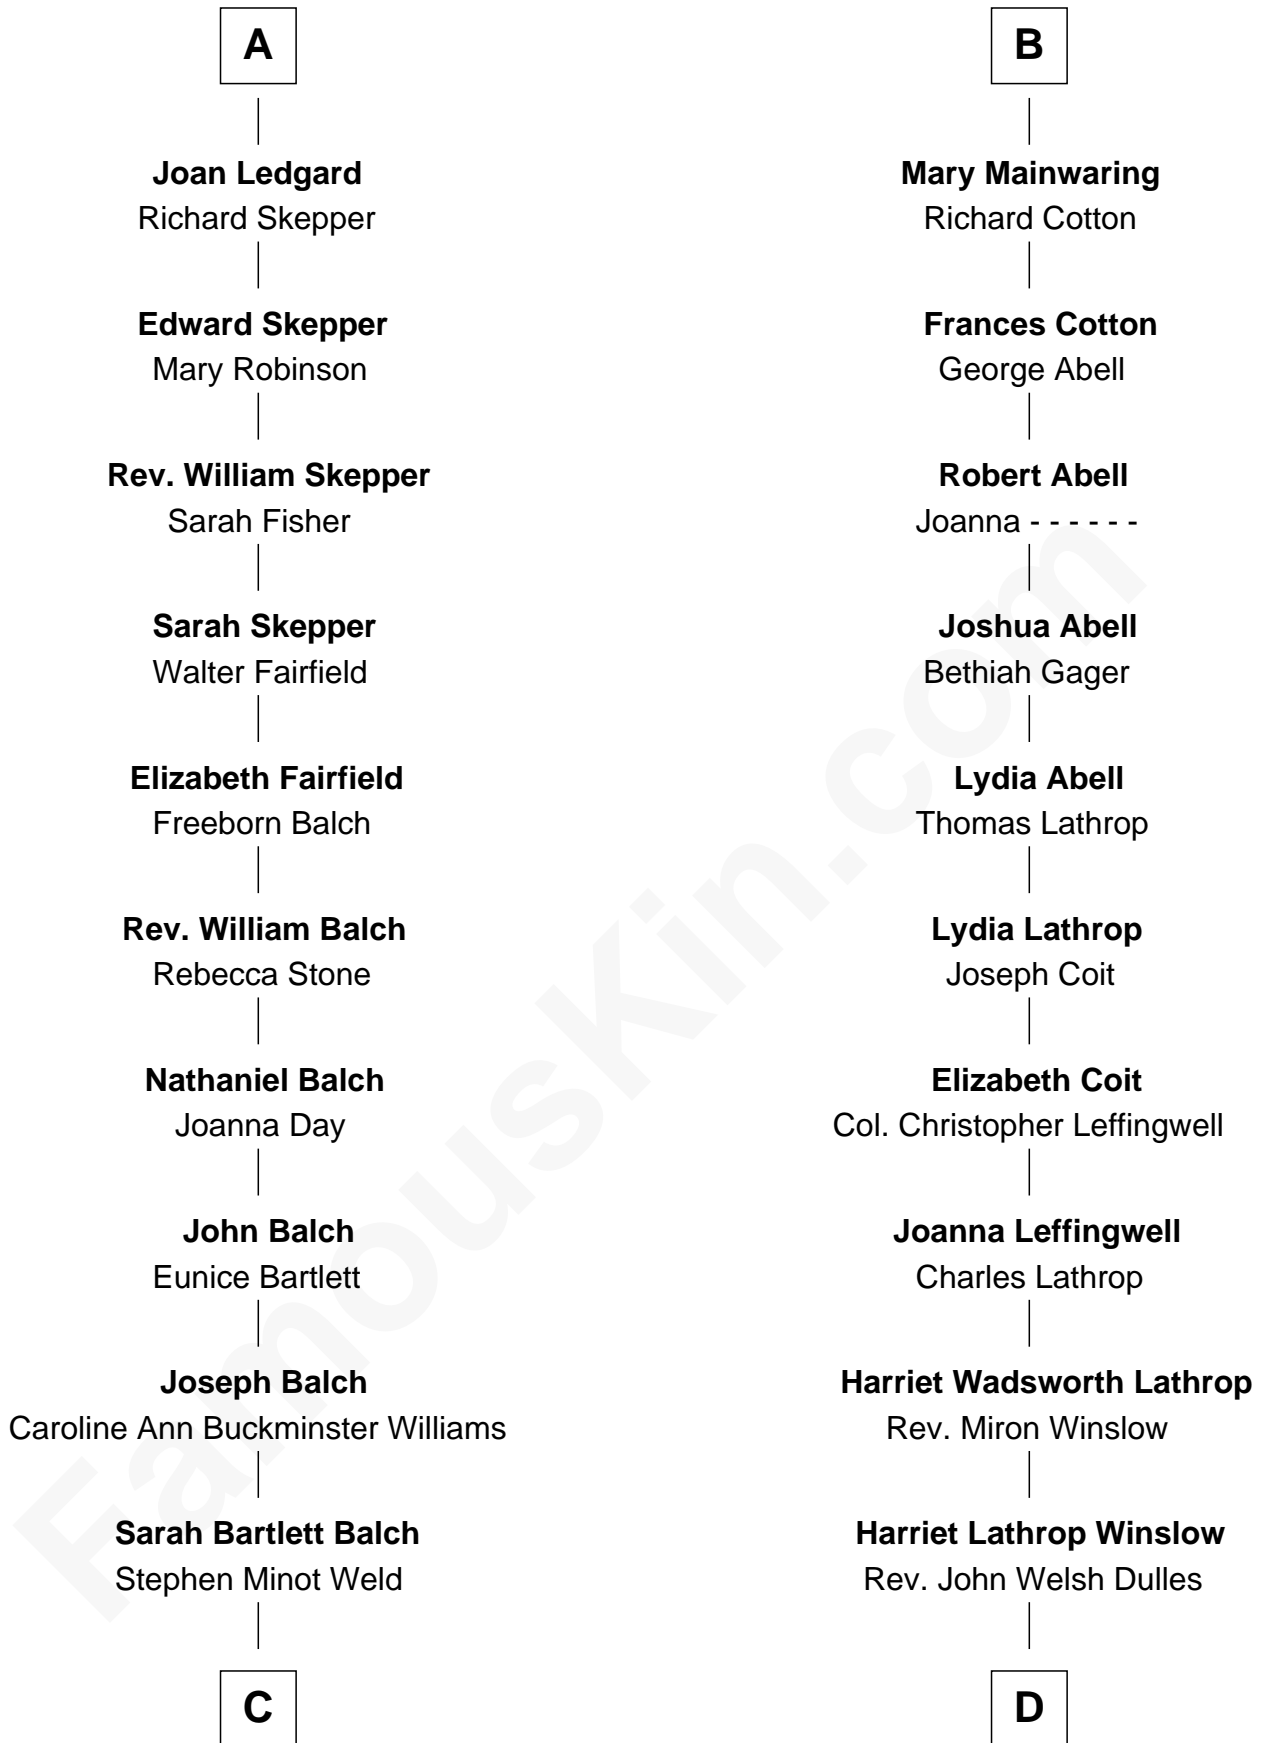 A
Joan Ledgard
Richard Skepper
Edward Skepper
Mary Robinson
Rev. William Skepper
Sarah Fisher
Sarah Skepper
Walter Fairfield
Elizabeth Fairfield
Freeborn Balch
Rev. William Balch
Rebecca Stone
Nathaniel Balch
Joanna Day
John Balch
Eunice Bartlett
Joseph Balch
Caroline Ann Buckminster Williams
Sarah Bartlett Balch
Stephen Minot Weld
C
B
Mary Mainwaring
Richard Cotton
Frances Cotton
George Abell
Robert Abell
Joanna - - - - - -
Joshua Abell
Bethiah Gager
Lydia Abell
Thomas Lathrop
Lydia Lathrop
Joseph Coit
Elizabeth Coit
Col. Christopher Leffingwell
Joanna Leffingwell
Charles Lathrop
Harriet Wadsworth Lathrop
Rev. Miron Winslow
Harriet Lathrop Winslow
Rev. John Welsh Dulles
D
FamousKin.com